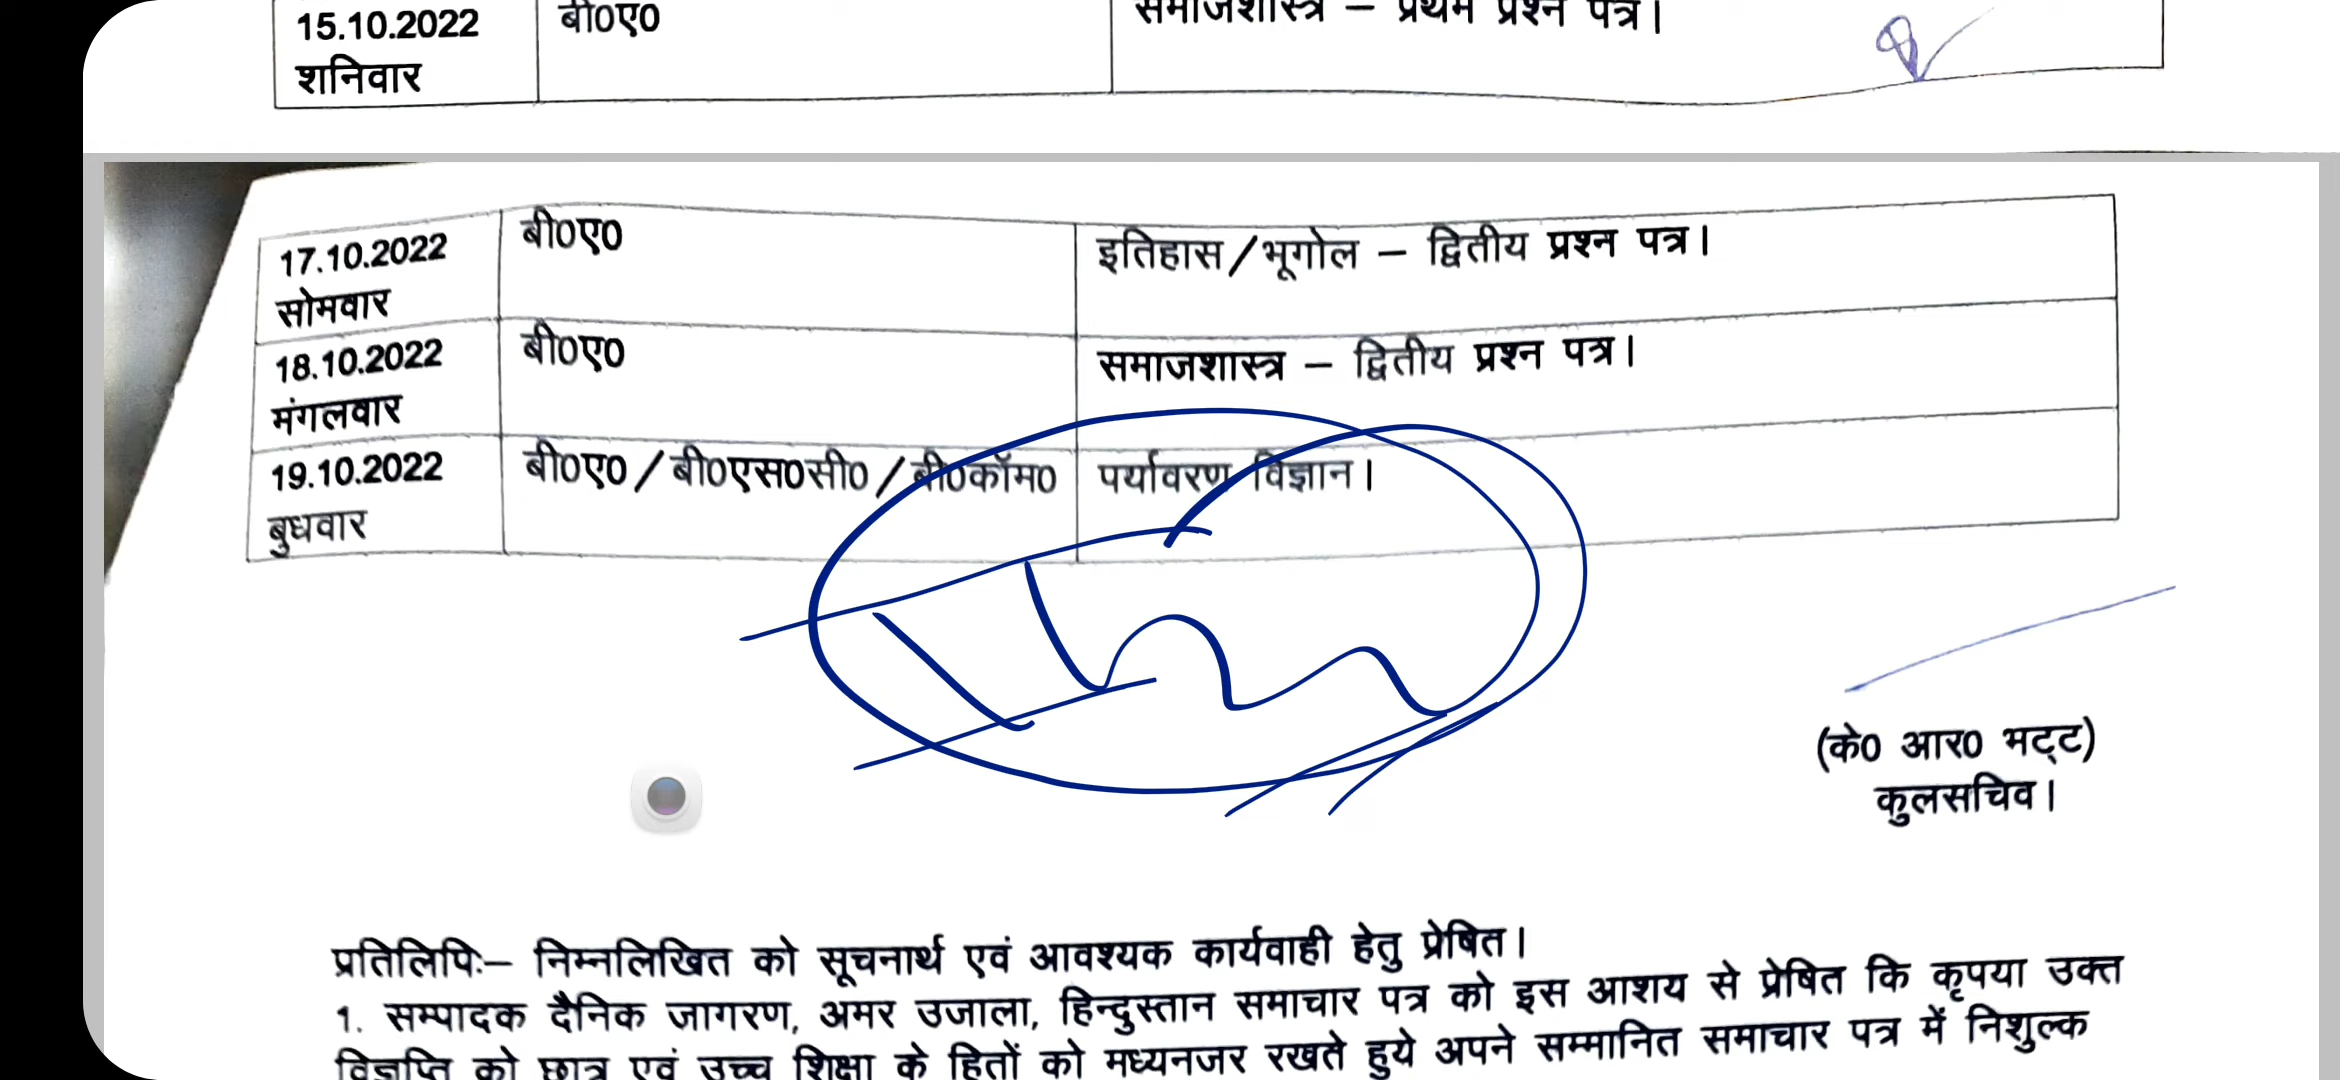 15.10.2022 बी0ए0 समाजशास्त्र – प्रथम प्रश्न पत्र।
शनिवार
17.10.2022 बी0ए0 इतिहास/भूगोल – द्वितीय प्रश्न पत्र।
सोमवार
18.10.2022 बी0ए0 समाजशास्त्र – द्वितीय प्रश्न पत्र।
मंगलवार
19.10.2022 बी0ए0/बी0एस0सी0/बी0कॉम0 पर्यावरण विज्ञान।
बुधवार
(के0 आर0 भट्ट)
कुलसचिव।
प्रतिलिपिः– निम्नलिखित को सूचनार्थ एवं आवश्यक कार्यवाही हेतु प्रेषित।
1. सम्पादक दैनिक जागरण, अमर उजाला, हिन्दुस्तान समाचार पत्र को इस आशय से प्रेषित कि कृपया उक्त
विज्ञप्ति को छात्र एवं उच्च शिक्षा के हितों को मध्यनजर रखते हुये अपने सम्मानित समाचार पत्र में निशुल्क